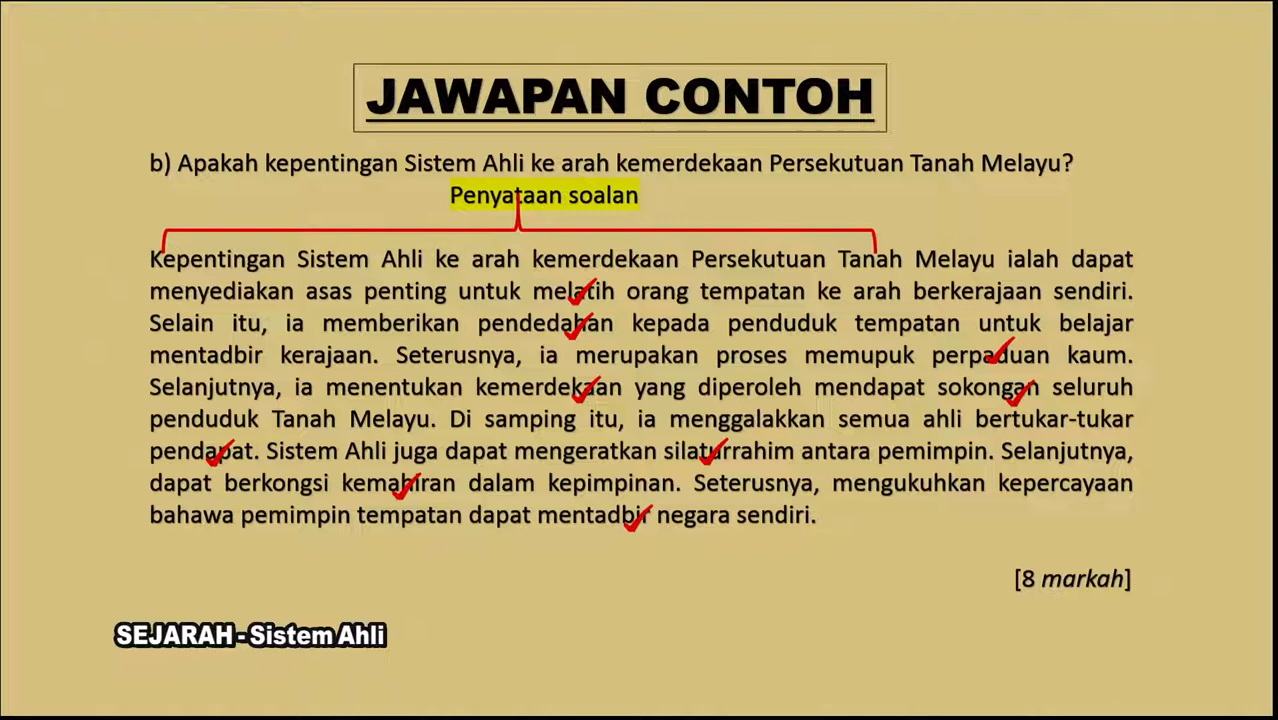 JAWAPAN CONTOH
b) Apakah kepentingan Sistem Ahli ke arah kemerdekaan Persekutuan Tanah Melayu?
Penyataan soalan
Kepentingan Sistem Ahli ke arah kemerdekaan Persekutuan Tanah Melayu ialah dapat
menyediakan asas penting untuk melatih orang tempatan ke arah berkerajaan sendiri.
Selain itu, ia memberikan pendedahan kepada penduduk tempatan untuk belajar
mentadbir kerajaan. Seterusnya, ia merupakan proses memupuk perpaduan kaum.
Selanjutnya, ia menentukan kemerdekaan yang diperoleh mendapat sokongan seluruh
penduduk Tanah Melayu. Di samping itu, ia menggalakkan semua ahli bertukar-tukar
pendapat. Sistem Ahli juga dapat mengeratkan silaturrahim antara pemimpin. Selanjutnya,
dapat berkongsi kemahiran dalam kepimpinan. Seterusnya, mengukuhkan kepercayaan
bahawa pemimpin tempatan dapat mentadbir negara sendiri.
[8 markah]
SEJARAH - Sistem Ahli